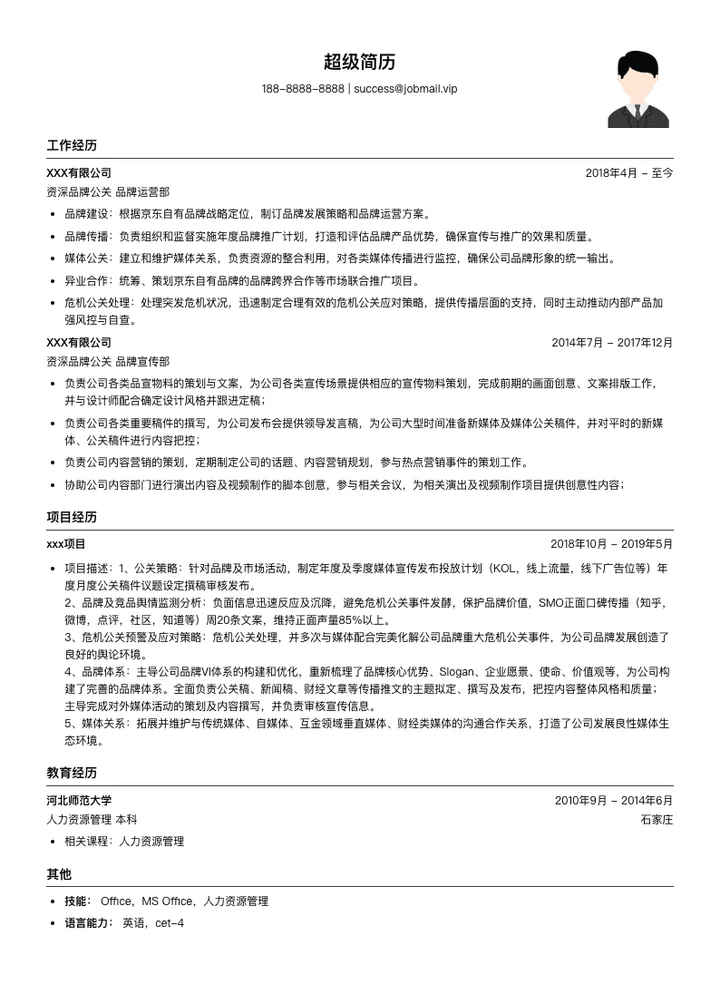 超级简历
188-8888-8888 | success@jobmail.vip
工作经历
XXX有限公司 2018年4月 – 至今
资深品牌公关 品牌运营部
• 品牌建设：根据京东自有品牌战略定位，制订品牌发展策略和品牌运营方案。
• 品牌传播：负责组织和监督实施年度品牌推广计划，打造和评估品牌产品优势，确保宣传与推广的效果和质量。
• 媒体公关：建立和维护媒体关系，负责资源的整合利用，对各类媒体传播进行监控，确保公司品牌形象的统一输出。
• 异业合作：统筹、策划京东自有品牌的品牌跨界合作等市场联合推广项目。
• 危机公关处理：处理突发危机状况，迅速制定合理有效的危机公关应对策略，提供传播层面的支持，同时主动推动内部产品加
强风控与自查。
XXX有限公司 2014年7月 – 2017年12月
资深品牌公关 品牌宣传部
• 负责公司各类品宣物料的策划与文案，为公司各类宣传场景提供相应的宣传物料策划，完成前期的画面创意、文案排版工作，
并与设计师配合确定设计风格并跟进定稿；
• 负责公司各类重要稿件的撰写，为公司发布会提供领导发言稿，为公司大型时间准备新媒体及媒体公关稿件，并对平时的新媒
体、公关稿件进行内容把控；
• 负责公司内容营销的策划，定期制定公司的话题、内容营销规划，参与热点营销事件的策划工作。
• 协助公司内容部门进行演出内容及视频制作的脚本创意，参与相关会议，为相关演出及视频制作项目提供创意性内容；
项目经历
xxx项目 2018年10月 – 2019年5月
• 项目描述：1、公关策略：针对品牌及市场活动，制定年度及季度媒体宣传发布投放计划（KOL，线上流量，线下广告位等）年
度月度公关稿件议题设定撰稿审核发布。
2、品牌及竞品舆情监测分析：负面信息迅速反应及沉降，避免危机公关事件发酵，保护品牌价值，SMO正面口碑传播（知乎，
微博，点评，社区，知道等）周20条文案，维持正面声量85%以上。
3、危机公关预警及应对策略：危机公关处理，并多次与媒体配合完美化解公司品牌重大危机公关事件，为公司品牌发展创造了
良好的舆论环境。
4、品牌体系：主导公司品牌VI体系的构建和优化，重新梳理了品牌核心优势、Slogan、企业愿景、使命、价值观等，为公司构
建了完善的品牌体系。全面负责公关稿、新闻稿、财经文章等传播推文的主题拟定、撰写及发布，把控内容整体风格和质量；
主导完成对外媒体活动的策划及内容撰写，并负责审核宣传信息。
5、媒体关系：拓展并维护与传统媒体、自媒体、互金领域垂直媒体、财经类媒体的沟通合作关系，打造了公司发展良性媒体生
态环境。
教育经历
河北师范大学 2010年9月 – 2014年6月
人力资源管理 本科 石家庄
• 相关课程：人力资源管理
其他
• 技能： Office，MS Office，人力资源管理
• 语言能力： 英语，cet-4